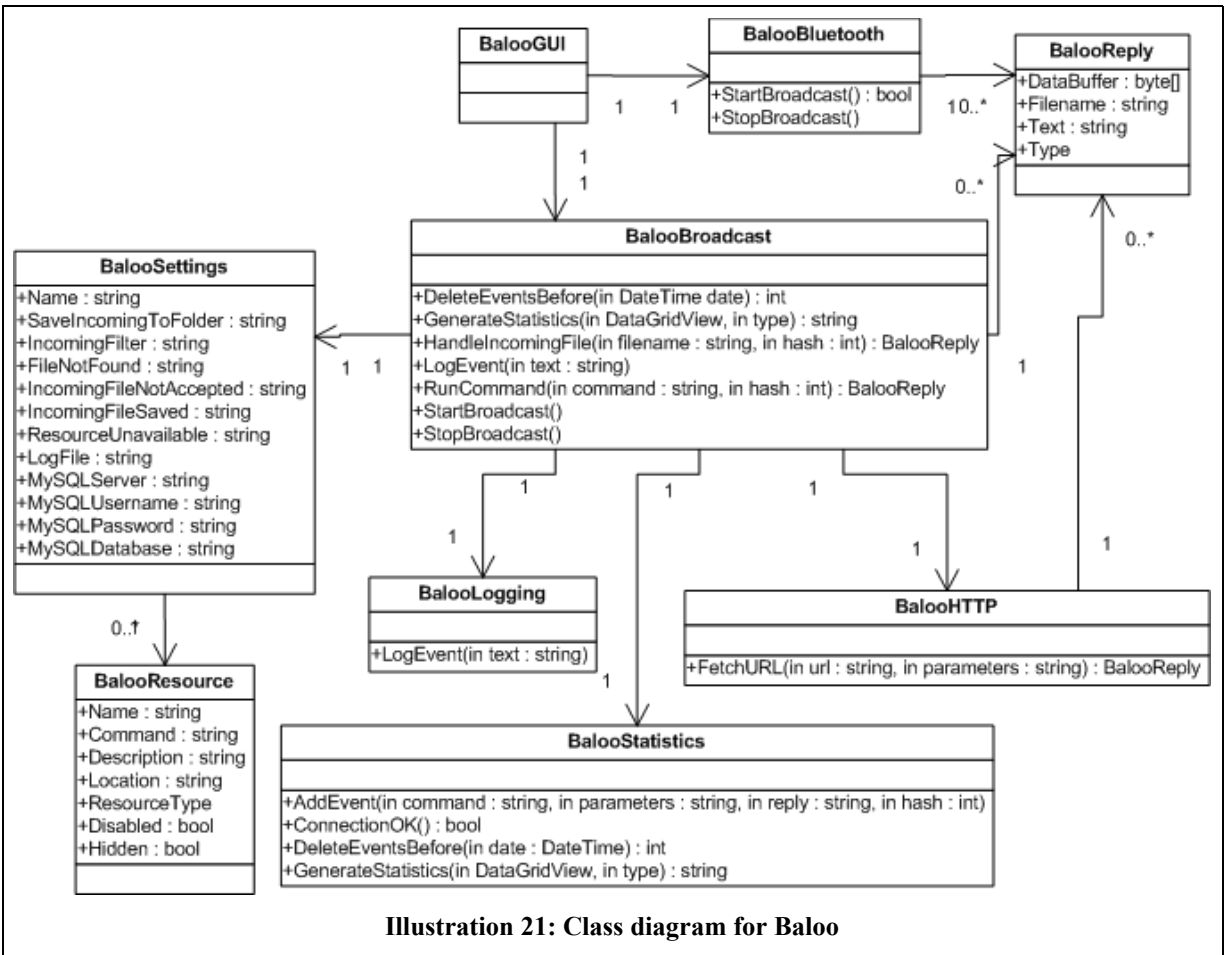 BalooGUI
1
1
1
1
BalooBluetooth
+StartBroadcast() : bool
+StopBroadcast()
1 0..*
BalooReply
+DataBuffer : byte[]
+Filename : string
+Text : string
+Type
0..*
1
0..*
1
BalooBroadcast
+DeleteEventsBefore(in DateTime date) : int
+GenerateStatistics(in DataGridView, in type) : string
+HandleIncomingFile(in filename : string, in hash : int) : BalooReply
+LogEvent(in text : string)
+RunCommand(in command : string, in hash : int) : BalooReply
+StartBroadcast()
+StopBroadcast()
1 1
BalooSettings
+Name : string
+SaveIncomingToFolder : string
+IncomingFilter : string
+FileNotFound : string
+IncomingFileNotAccepted : string
+IncomingFileSaved : string
+ResourceUnavailable : string
+LogFile : string
+MySQLServer : string
+MySQLUsername : string
+MySQLPassword : string
+MySQLDatabase : string
1
1
1
1
1
1
BalooLogging
+LogEvent(in text : string)
BalooHTTP
+FetchURL(in url : string, in parameters : string) : BalooReply
BalooResource
+Name : string
+Command : string
+Description : string
+Location : string
+ResourceType
+Disabled : bool
+Hidden : bool
BalooStatistics
+AddEvent(in command : string, in parameters : string, in reply : string, in hash : int)
+ConnectionOK() : bool
+DeleteEventsBefore(in date : DateTime) : int
+GenerateStatistics(in DataGridView, in type) : string
Illustration 21: Class diagram for Baloo